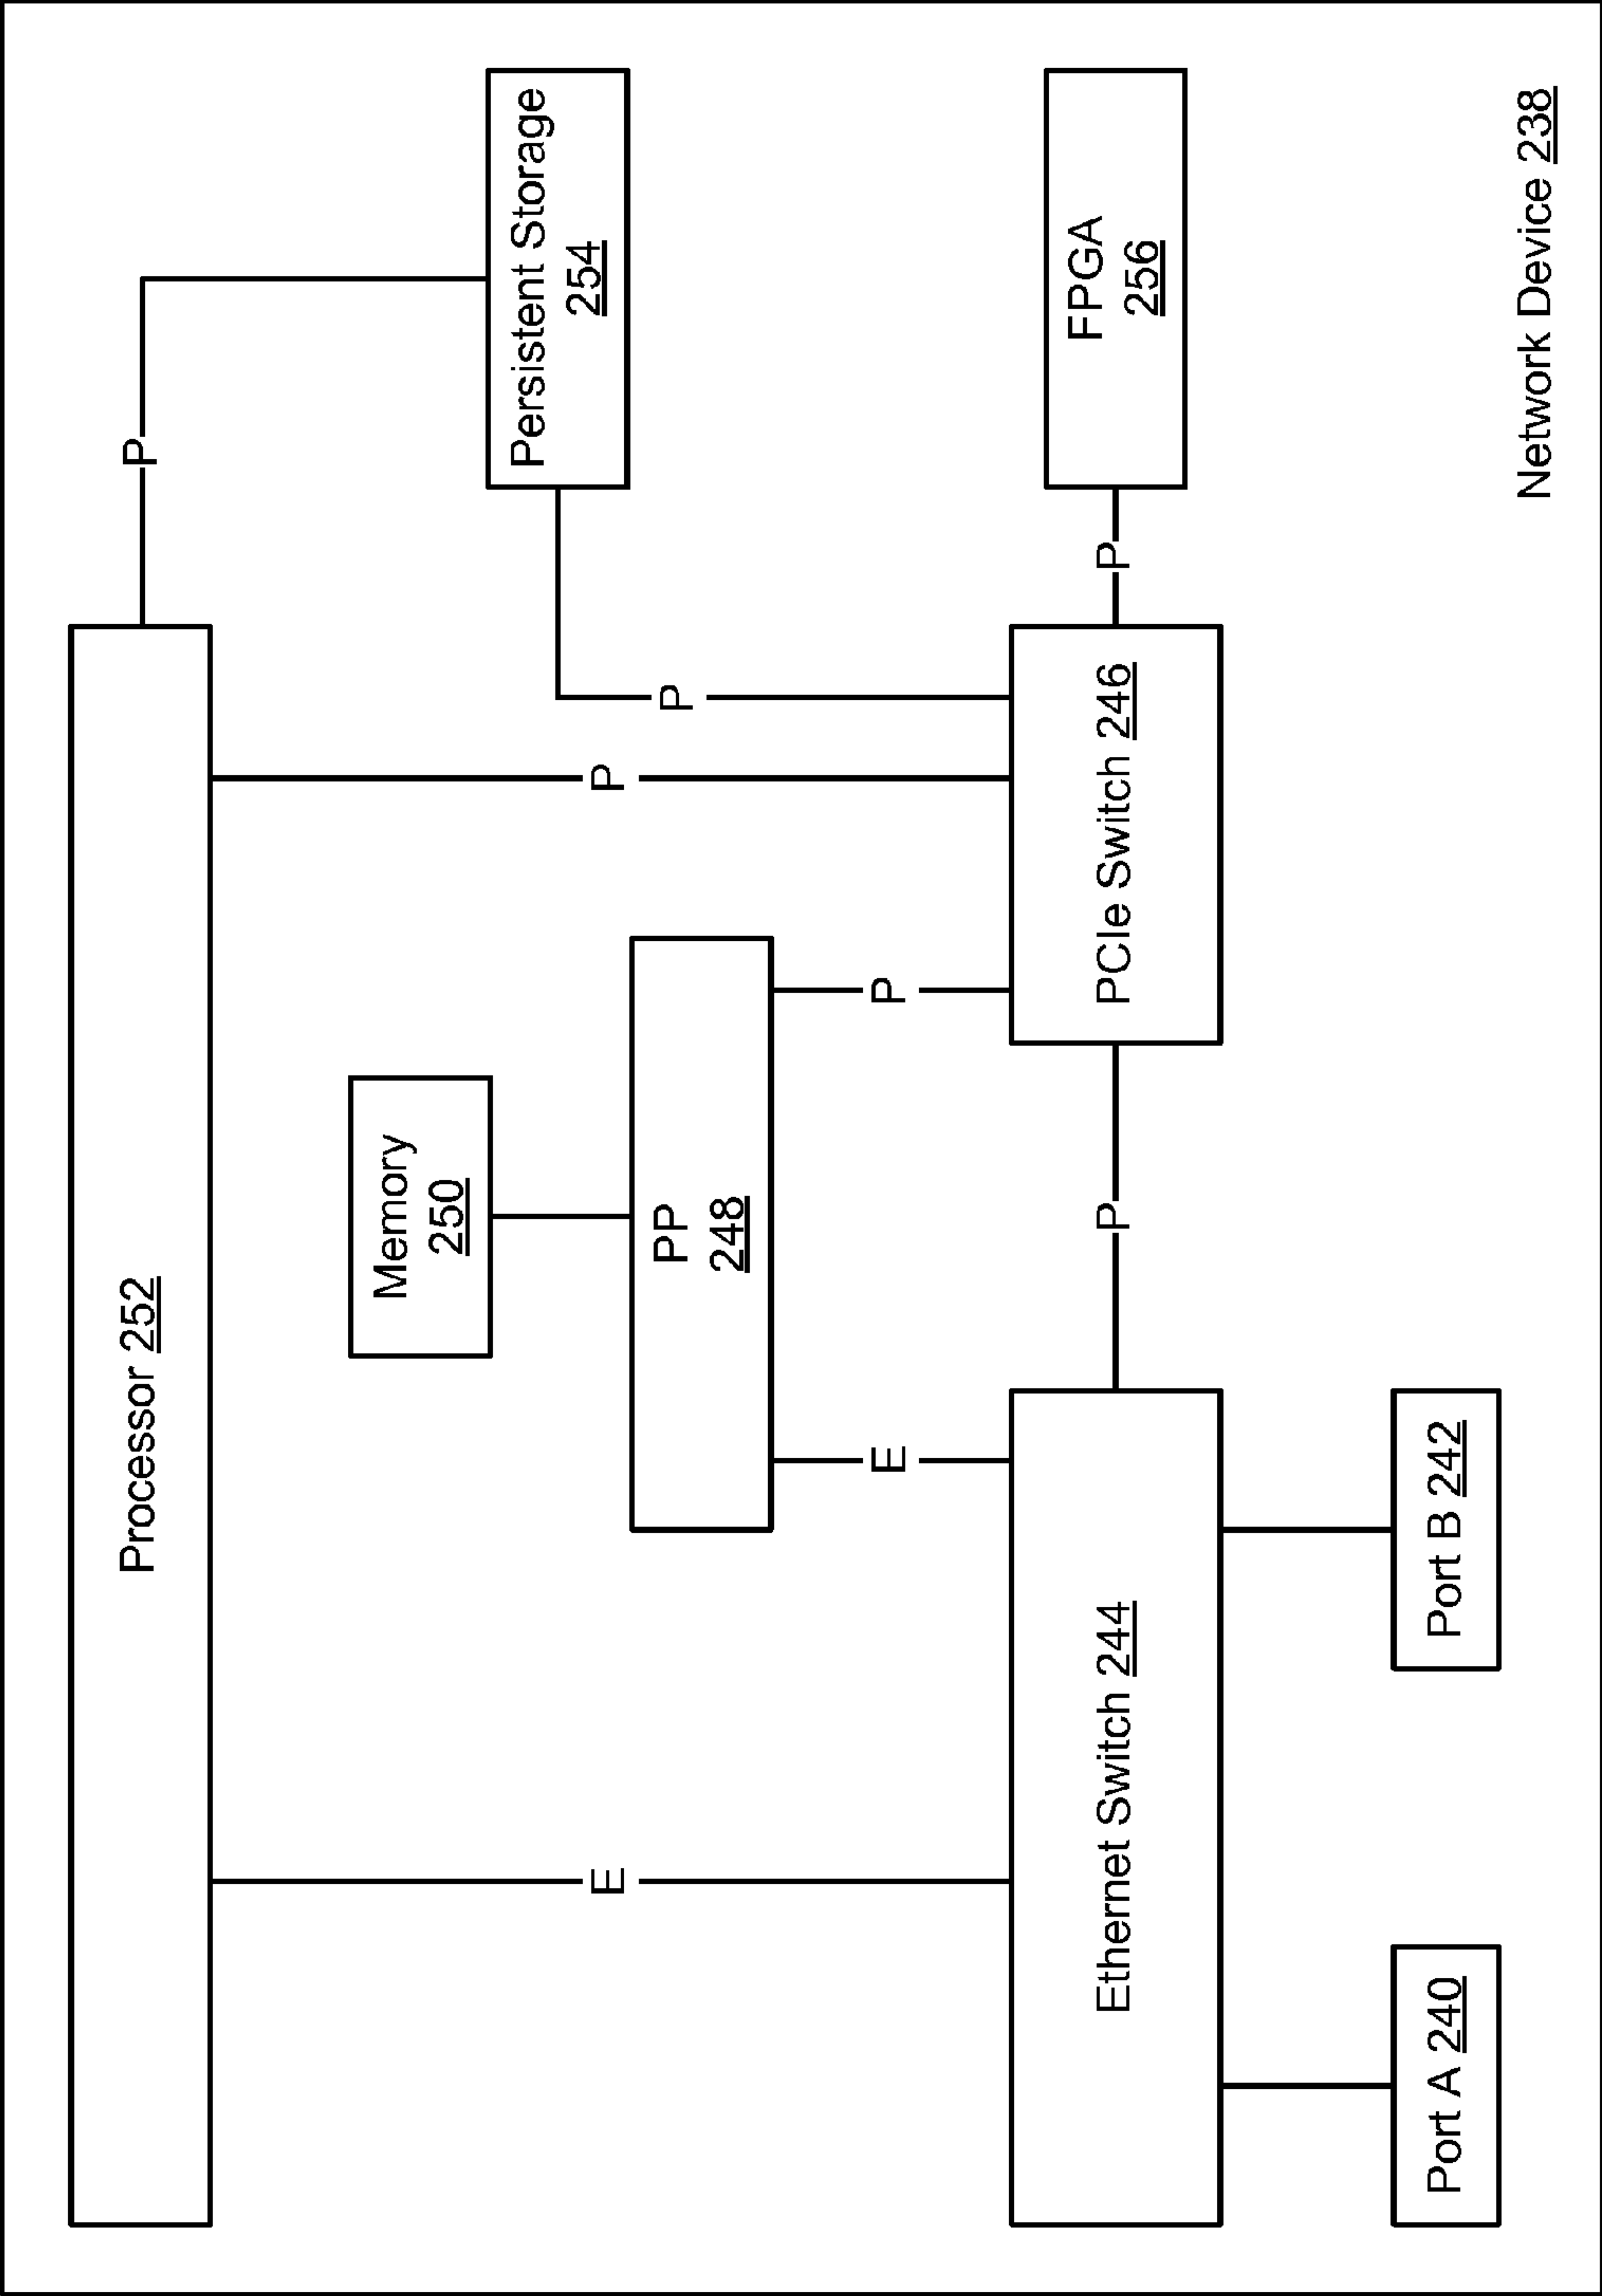 Processor 252
P
Memory
250
Persistent Storage
254
E
P
P
PP
248
E
P
Ethernet Switch 244
P
PCIe Switch 246
P
FPGA
256
Port A 240
Port B 242
Network Device 238